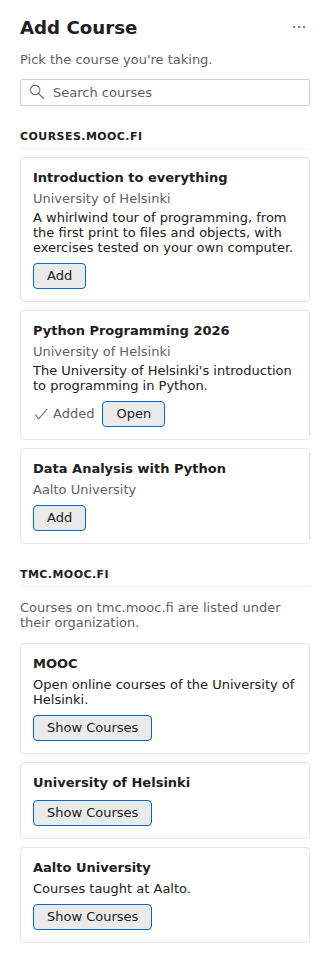 Add Course
Pick the course you're taking.
Search courses
COURSES.MOOC.FI
Introduction to everything
University of Helsinki
A whirlwind tour of programming, from
the first print to files and objects, with
exercises tested on your own computer.
Add
Python Programming 2026
University of Helsinki
The University of Helsinki's introduction
to programming in Python.
Added Open
Data Analysis with Python
Aalto University
Add
TMC.MOOC.FI
Courses on tmc.mooc.fi are listed under
their organization.
MOOC
Open online courses of the University of
Helsinki.
Show Courses
University of Helsinki
Show Courses
Aalto University
Courses taught at Aalto.
Show Courses